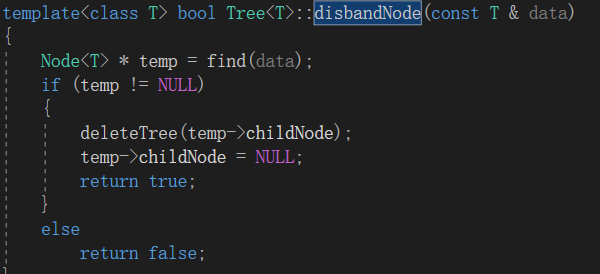 template<class T> bool Tree<T>::disbandNode(const T & data)
{
Node<T> * temp = find(data);
if (temp != NULL)
{
deleteTree(temp->childNode);
temp->childNode = NULL;
return true;
}
else
return false;
}